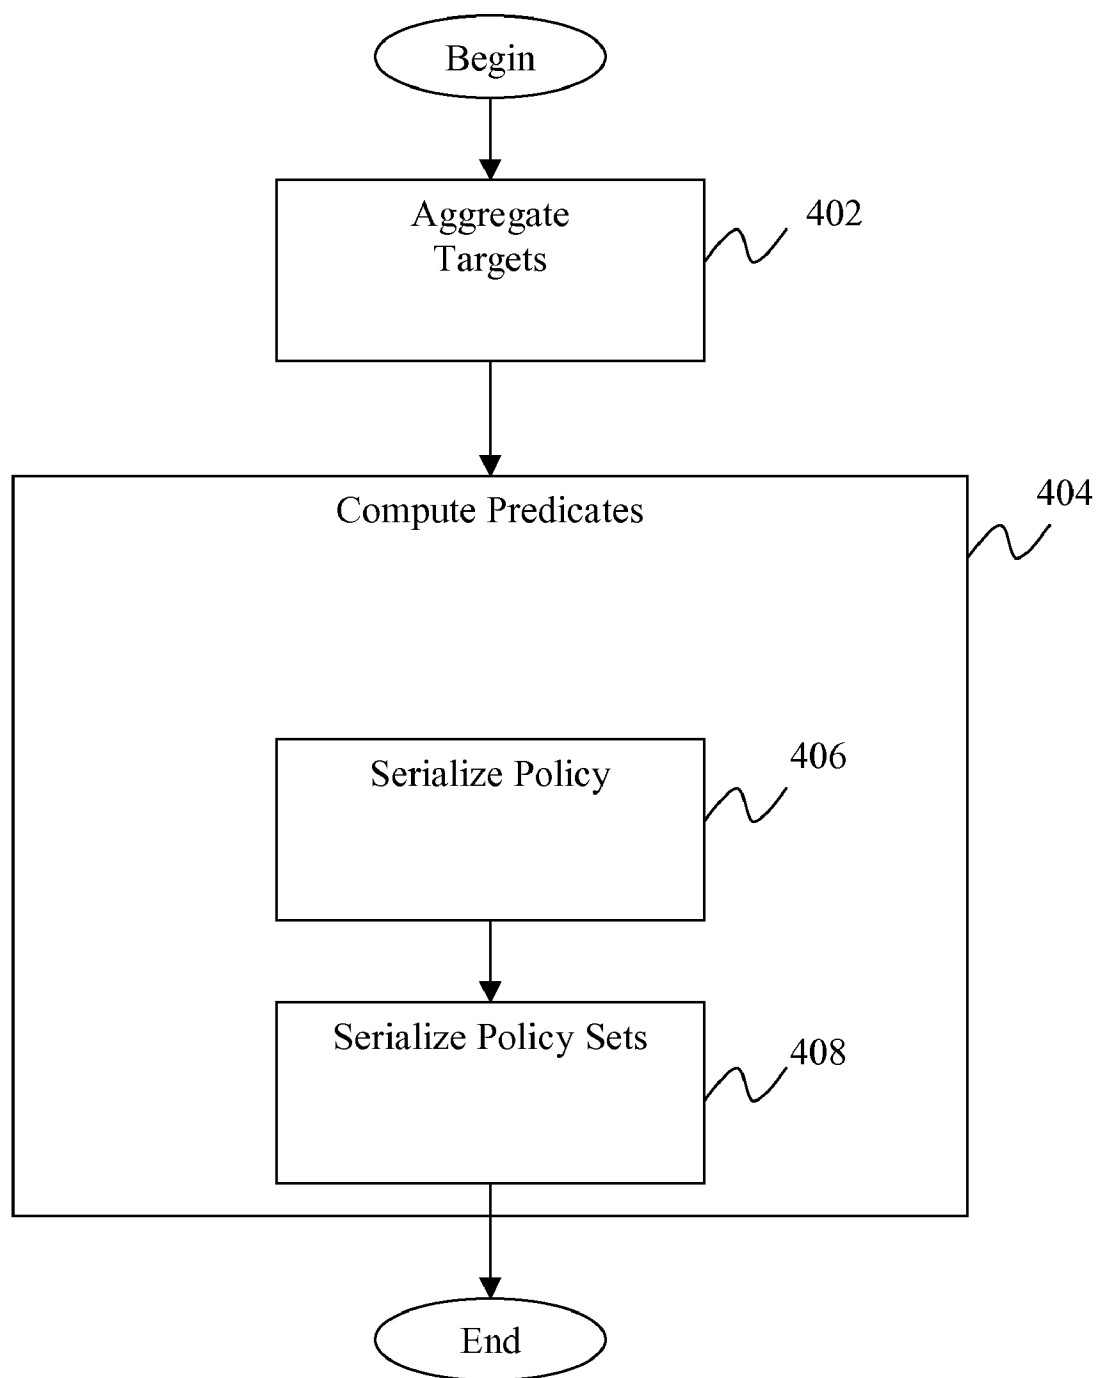 Begin
Aggregate
Targets
402
Compute Predicates
404
Serialize Policy
406
Serialize Policy Sets
408
End